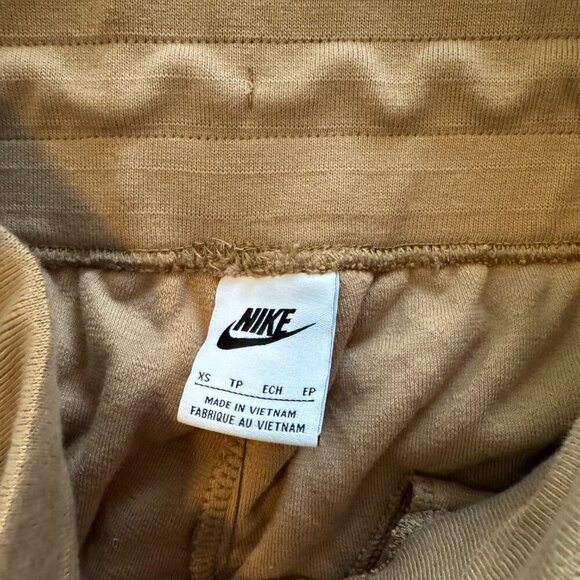 NIKE
XS TP ECH EP
MADE IN VIETNAM
FABRIQUE AU VIETNAM